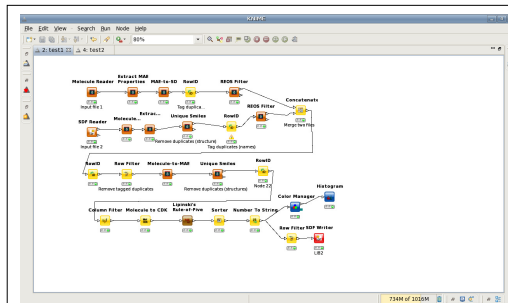 KNIME
File Edit View Search Run Node Help
80%
2: test1 4: test2
Molecule Reader Extract MAE Properties MAE-to-SD RowID REOS Filter
Input file 1 Tag duplica...
Concatenate
Merge two files
SDF Reader Molecule... Extrac... Unique Smiles RowID REOS Filter
Input file 2 Remove duplicates (structure) Tag duplicates (names)
RowID Row Filter Molecule-to-MAE Unique Smiles RowID
Remove tagged duplicates Remove duplicates (structures) Node 22
Column Filter Molecule to CDK Lipinski's Rule-of-Five Sorter Number To String Color Manager Histogram
Row Filter SDF Writer
LIB2
734M of 1016M